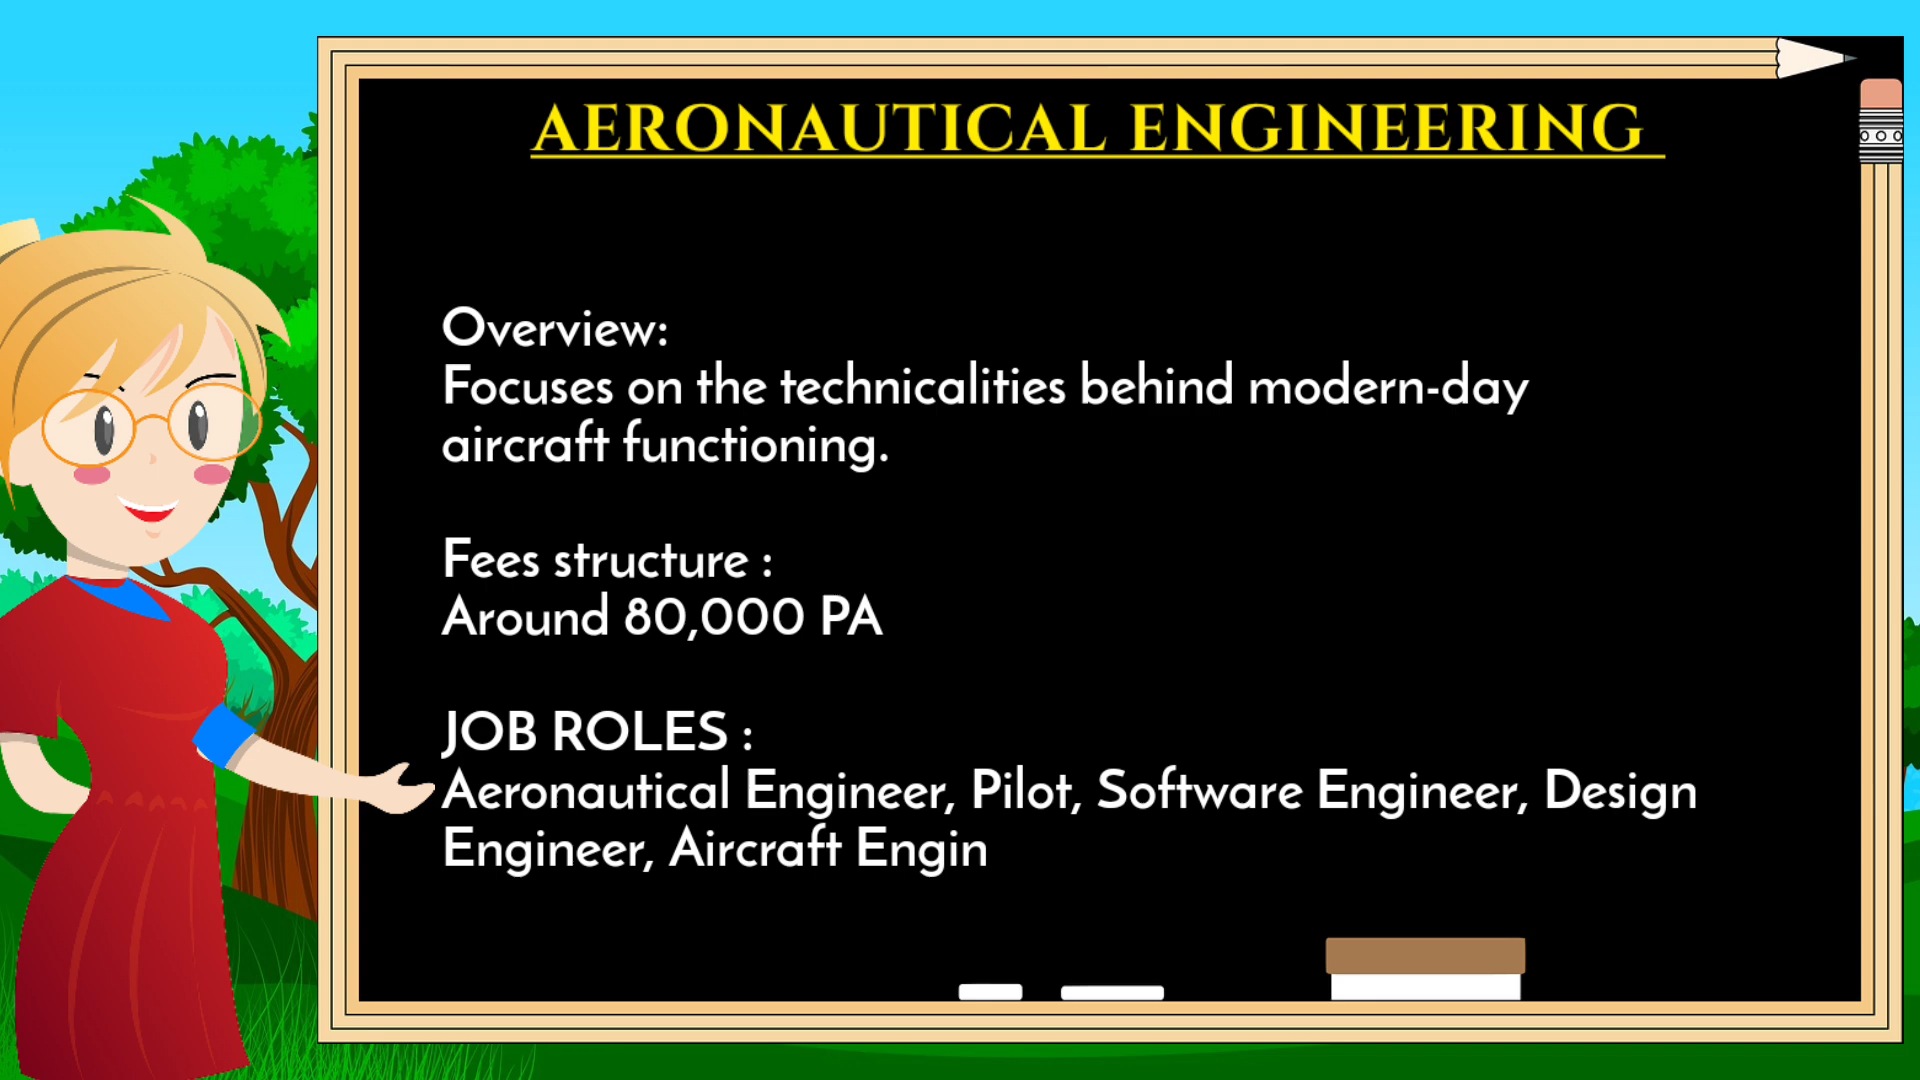 AERONAUTICAL ENGINEERING
Overview:
Focuses on the technicalities behind modern-day
aircraft functioning.
Fees structure :
Around 80,000 PA
JOB ROLES :
Aeronautical Engineer, Pilot, Software Engineer, Design
Engineer, Aircraft Engin